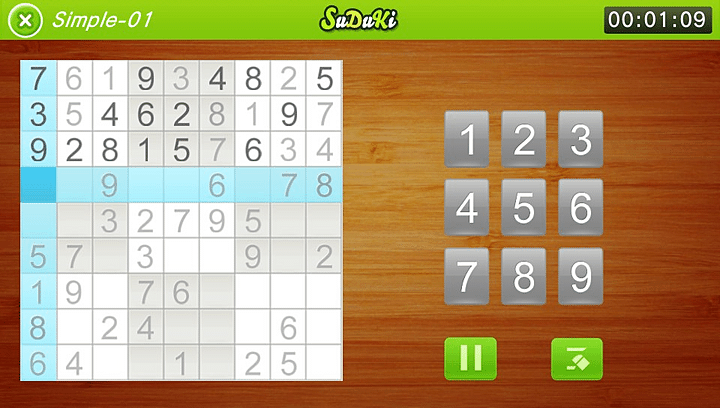 Simple-01
SuDuKi
00:01:09
7 6 1 9 3 4 8 2 5
3 5 4 6 2 8 1 9 7
9 2 8 1 5 7 6 3 4
9 6 7 8
3 2 7 9 5
5 7 3 9 2
1 9 7 6
8 2 4 6
6 4 1 2 5
1 2 3
4 5 6
7 8 9